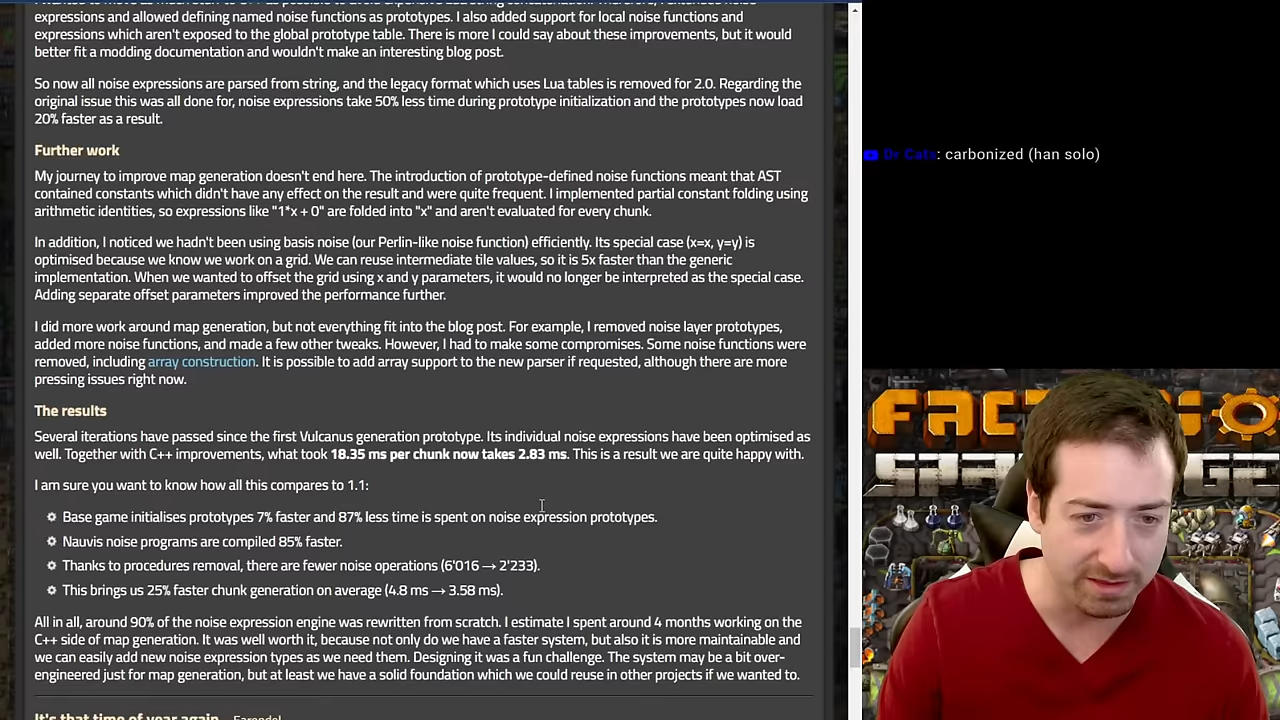 expressions and allowed defining named noise functions as prototypes. I also added support for local noise functions and
expressions which aren't exposed to the global prototype table. There is more I could say about these improvements, but it would
better fit a modding documentation and wouldn't make an interesting blog post.
So now all noise expressions are parsed from string, and the legacy format which uses Lua tables is removed for 2.0. Regarding the
original issue this was all done for, noise expressions take 50% less time during prototype initialization and the prototypes now load
20% faster as a result.
Further work
My journey to improve map generation doesn't end here. The introduction of prototype-defined noise functions meant that AST
contained constants which didn't have any effect on the result and were quite frequent. I implemented partial constant folding using
arithmetic identities, so expressions like "1*x + 0" are folded into "x" and aren't evaluated for every chunk.
In addition, I noticed we hadn't been using basis noise (our Perlin-like noise function) efficiently. Its special case (x=x, y=y) is
optimised because we know we work on a grid. We can reuse intermediate tile values, so it is 5x faster than the generic
implementation. When we wanted to offset the grid using x and y parameters, it would no longer be interpreted as the special case.
Adding separate offset parameters improved the performance further.
I did more work around map generation, but not everything fit into the blog post. For example, I removed noise layer prototypes,
added more noise functions, and made a few other tweaks. However, I had to make some compromises. Some noise functions were
removed, including array construction. It is possible to add array support to the new parser if requested, although there are more
pressing issues right now.
The results
Several iterations have passed since the first Vulcanus generation prototype. Its individual noise expressions have been optimised as
well. Together with C++ improvements, what took 18.35 ms per chunk now takes 2.83 ms. This is a result we are quite happy with.
I am sure you want to know how all this compares to 1.1:
Base game initialises prototypes 7% faster and 87% less time is spent on noise expression prototypes.
Nauvis noise programs are compiled 85% faster.
Thanks to procedures removal, there are fewer noise operations (6'016 → 2'233).
This brings us 25% faster chunk generation on average (4.8 ms → 3.58 ms).
All in all, around 90% of the noise expression engine was rewritten from scratch. I estimate I spent around 4 months working on the
C++ side of map generation. It was well worth it, because not only do we have a faster system, but also it is more maintainable and
we can easily add new noise expression types as we need them. Designing it was a fun challenge. The system may be a bit over-
engineered just for map generation, but at least we have a solid foundation which we could reuse in other projects if we wanted to.
It's that time of year again
Dr Cats: carbonized (han solo)